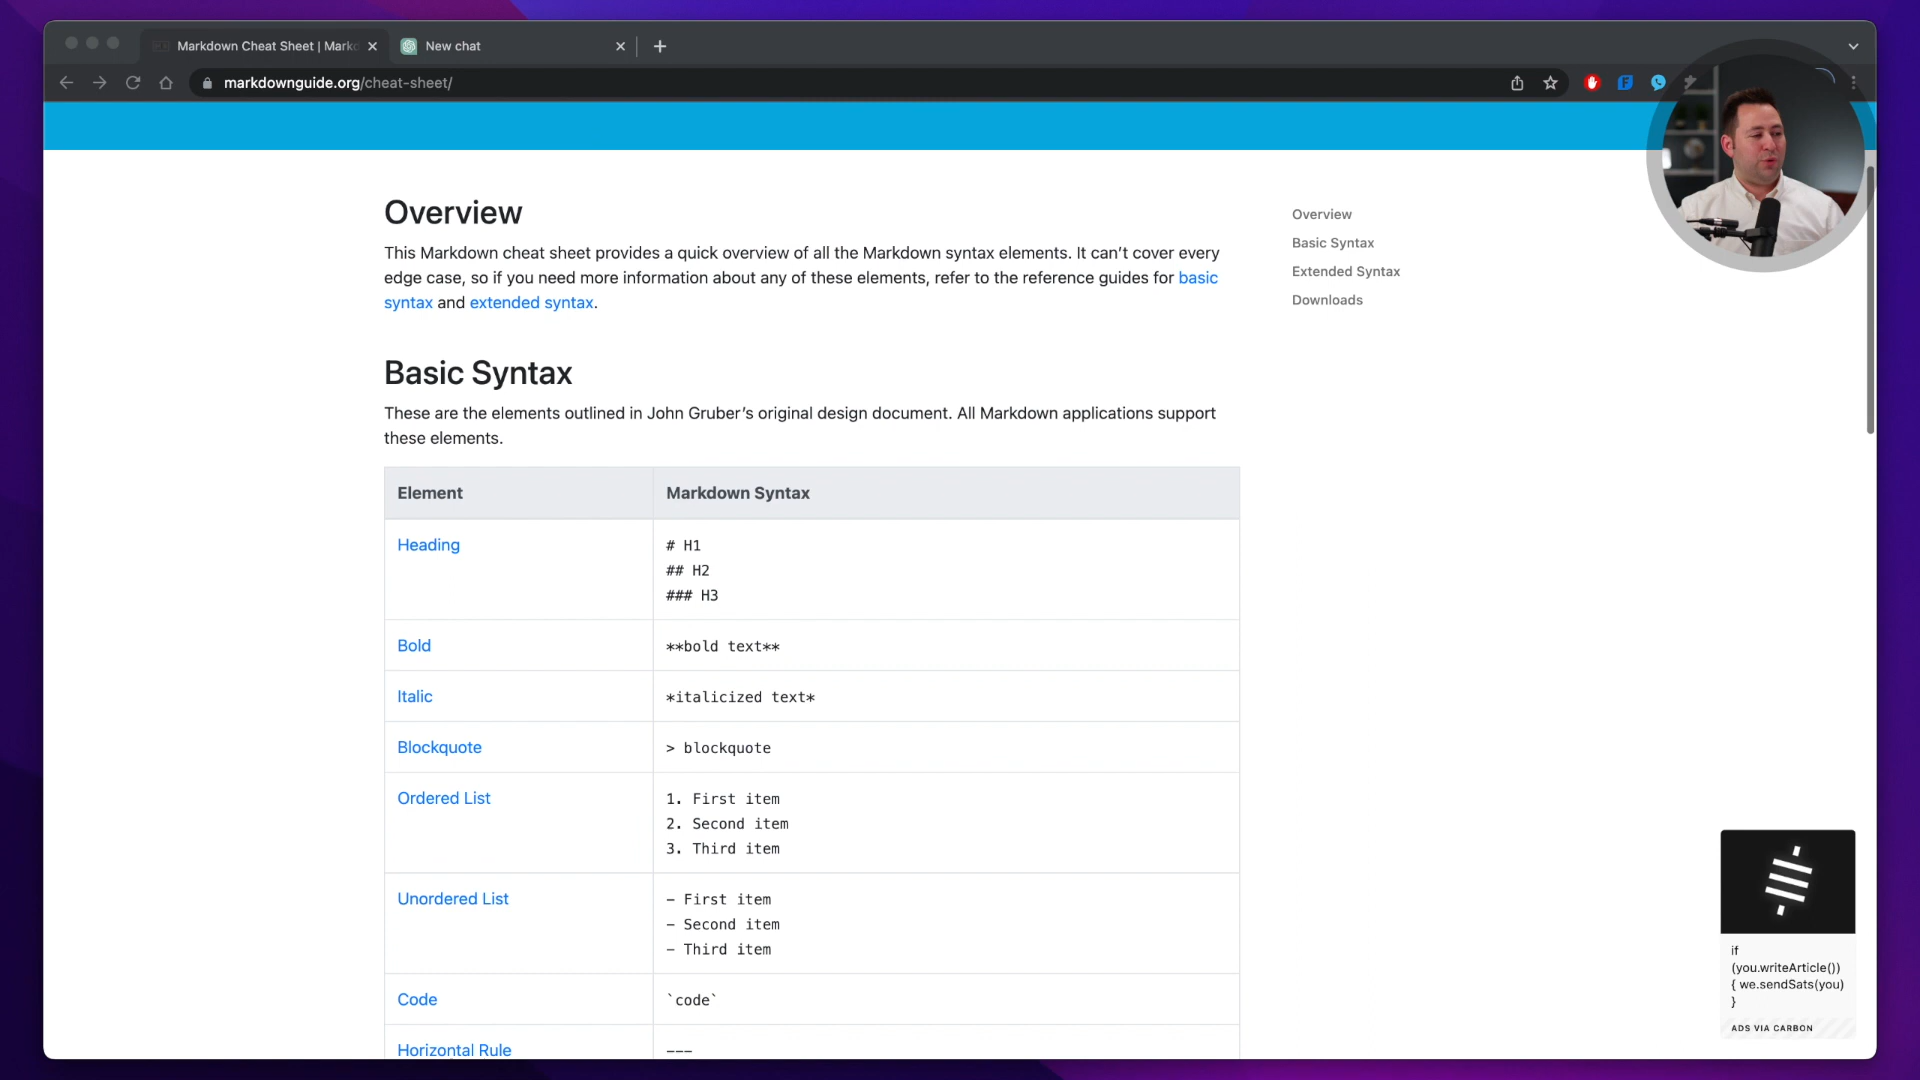 Markdown Cheat Sheet | Markd
New chat
markdownguide.org/cheat-sheet/
Overview
This Markdown cheat sheet provides a quick overview of all the Markdown syntax elements. It can’t cover every
edge case, so if you need more information about any of these elements, refer to the reference guides for basic
syntax and extended syntax.
Overview
Basic Syntax
Extended Syntax
Downloads
Basic Syntax
These are the elements outlined in John Gruber’s original design document. All Markdown applications support
these elements.
Element Markdown Syntax
Heading # H1
## H2
### H3
Bold **bold text**
Italic *italicized text*
Blockquote > blockquote
Ordered List 1. First item
2. Second item
3. Third item
Unordered List - First item
- Second item
- Third item
Code `code`
Horizontal Rule ---
if
(you.writeArticle())
{ we.sendSats(you)
}
ADS VIA CARBON